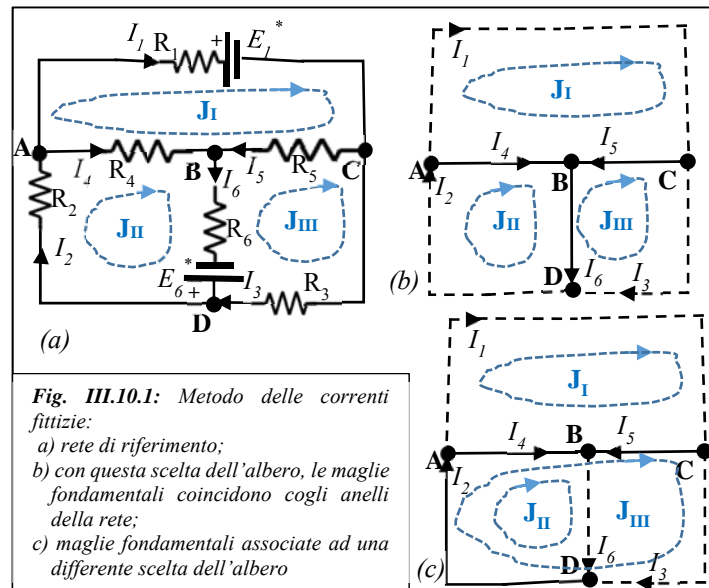 I1 R1 + E1*
JI
A I4 R4 B I5 R5 C
R2 I6
JII R6 JIII
I2 *
E6 + I3 R3
D
(a)
I1
JI
A I4 B I5 C
I2
JII JIII
D I6 I3
(b)
I1
JI
A I4 B I5 C
I2
JII JIII
D I6 I3
(c)
Fig. III.10.1: Metodo delle correnti
fittizie:
a) rete di riferimento;
b) con questa scelta dell’albero, le maglie
fondamentali coincidono cogli anelli
della rete;
c) maglie fondamentali associate ad una
differente scelta dell’albero